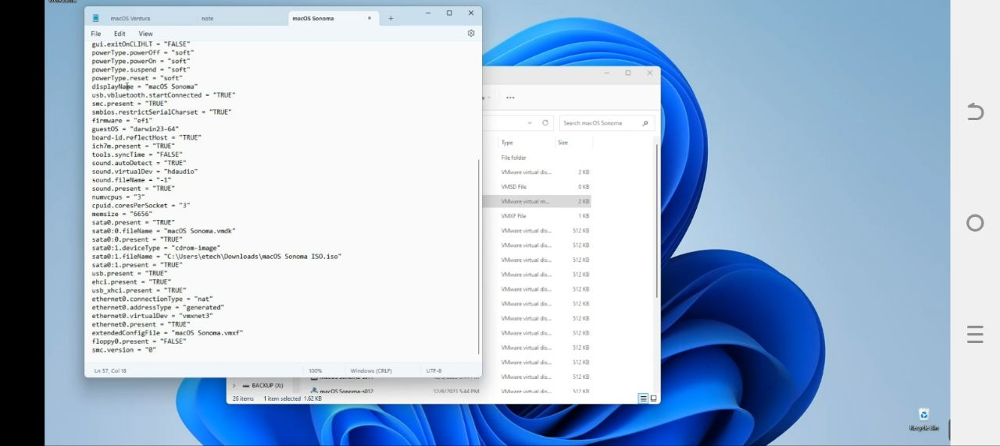 macOS Ventura
note
macOS Sonoma
File Edit View
gui.exitOnCLIHLT = "FALSE"
powerType.powerOff = "soft"
powerType.powerOn = "soft"
powerType.suspend = "soft"
powerType.reset = "soft"
displayName = "macOS Sonoma"
usb.vbluetooth.startConnected = "TRUE"
smc.present = "TRUE"
smbios.restrictSerialCharset = "TRUE"
firmware = "efi"
guestOS = "darwin23-64"
board-id.reflectHost = "TRUE"
ich7m.present = "TRUE"
tools.syncTime = "FALSE"
sound.autoDetect = "TRUE"
sound.virtualDev = "hdaudio"
sound.fileName = "-1"
sound.present = "TRUE"
numvcpus = "3"
cpuid.coresPerSocket = "3"
memsize = "6656"
sata0.present = "TRUE"
sata0:0.fileName = "macOS Sonoma.vmdk"
sata0:0.present = "TRUE"
sata0:1.deviceType = "cdrom-image"
sata0:1.fileName = "C:\Users\etech\Downloads\macOS Sonoma ISO.iso"
sata0:1.present = "TRUE"
usb.present = "TRUE"
ehci.present = "TRUE"
usb_xhci.present = "TRUE"
ethernet0.connectionType = "nat"
ethernet0.addressType = "generated"
ethernet0.virtualDev = "vmxnet3"
ethernet0.present = "TRUE"
extendedConfigFile = "macOS Sonoma.vmxf"
floppy0.present = "FALSE"
smc.version = "0"
Ln 57, Col 18
100%
Windows (CRLF)
UTF-8
Search macOS Sonoma
Type Size
File folder
VMware virtual dis... 2 KB
VMSD File 0 KB
VMware virtual m... 2 KB
VMXF File 1 KB
VMware virtual dis... 512 KB
VMware virtual dis... 512 KB
VMware virtual dis... 512 KB
VMware virtual dis... 512 KB
VMware virtual dis... 512 KB
VMware virtual dis... 512 KB
VMware virtual dis... 512 KB
VMware virtual dis... 512 KB
VMware virtual dis... 512 KB
VMware virtual dis... 512 KB
VMware virtual dis... 512 KB
VMware virtual dis... 512 KB
BACKUP (X:)
macOS Sonoma-s012 12/6/2023 5:44 PM
26 items 1 item selected 1.62 KB
Recycle Bin